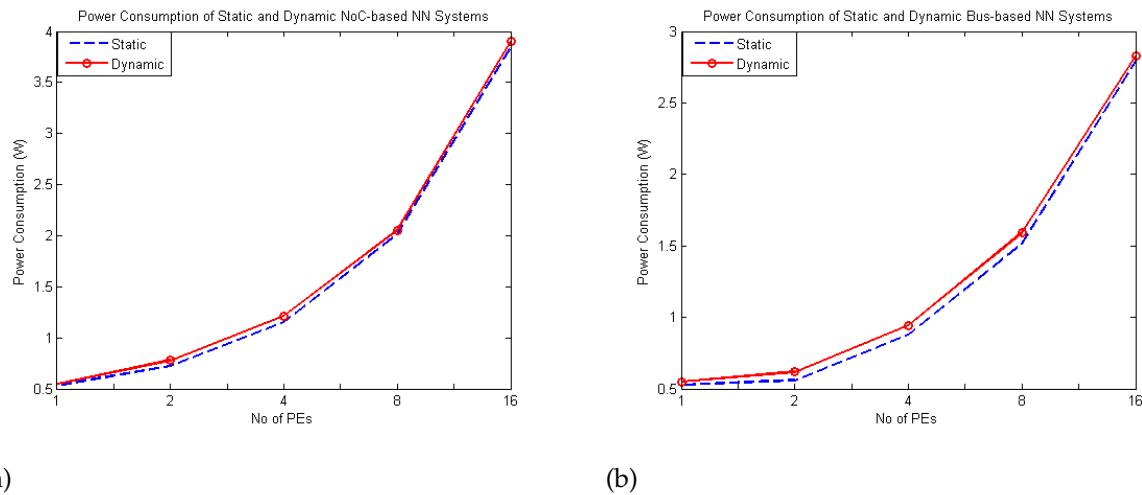 Power Consumption of Static and Dynamic NoC-based NN Systems
4
3.5
3
2.5
2
1.5
1
0.5
Power Consumption (W)
Static
Dynamic
1 2 4 8 16
No of PEs
Power Consumption of Static and Dynamic Bus-based NN Systems
3
2.5
2
1.5
1
0.5
Power Consumption (W)
Static
Dynamic
1 2 4 8 16
No of PEs
)
(b)